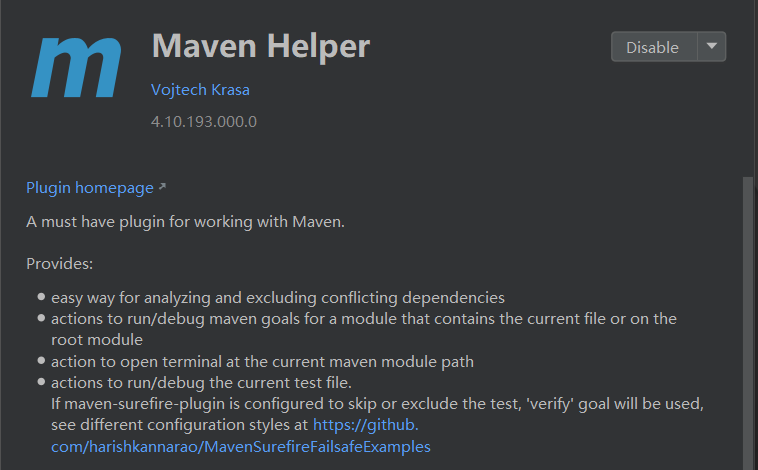 m
Maven Helper
Disable
Vojtech Krasa
4.10.193.000.0
Plugin homepage ↗
A must have plugin for working with Maven.
Provides:
● easy way for analyzing and excluding conflicting dependencies
● actions to run/debug maven goals for a module that contains the current file or on the
root module
● action to open terminal at the current maven module path
● actions to run/debug the current test file.
If maven-surefire-plugin is configured to skip or exclude the test, 'verify' goal will be used,
see different configuration styles at https://github.
com/harishkannarao/MavenSurefireFailsafeExamples